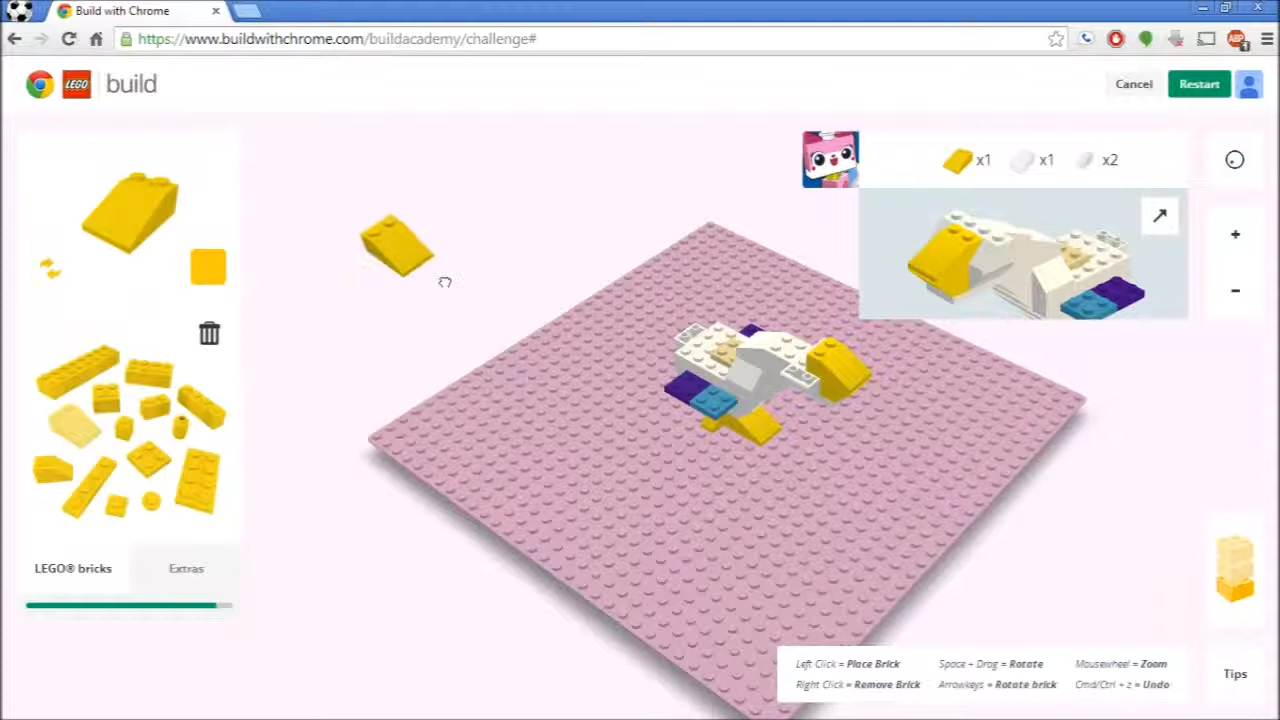 Build with Chrome
https://www.buildwithchrome.com/buildacademy/challenge#
ABP
1
LEGO
build
Cancel
Restart
x1
x1
x2
+
-
LEGO® bricks
Extras
Left Click = Place Brick
Space + Drag = Rotate
Mousewheel = Zoom
Right Click = Remove Brick
Arrowkeys = Rotate brick
Cmd/Ctrl + z = Undo
Tips